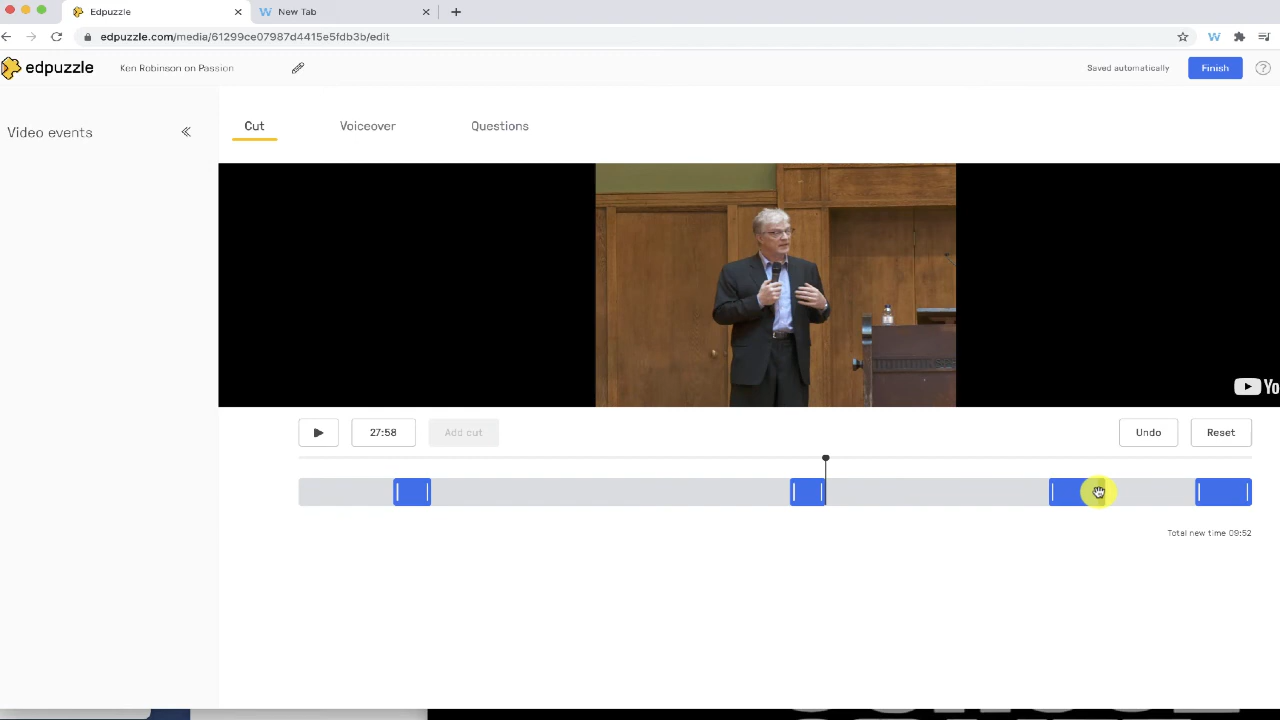 Edpuzzle
New Tab
edpuzzle.com/media/61299ce07987d4415e5fdb3b/edit
edpuzzle
Ken Robinson on Passion
Saved automatically
Finish
Video events
Cut
Voiceover
Questions
Yo
27:58
Add cut
Undo
Reset
Total new time 09:52